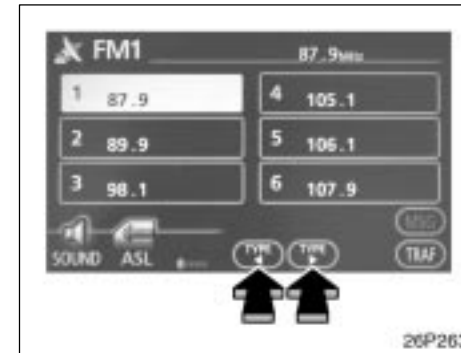 FM1 87.9MHz
1 87.9
4 105.1
2 89.9
5 106.1
3 98.1
6 107.9
MSG
SOUND ASL TYPE TYPE TRAF
26P263